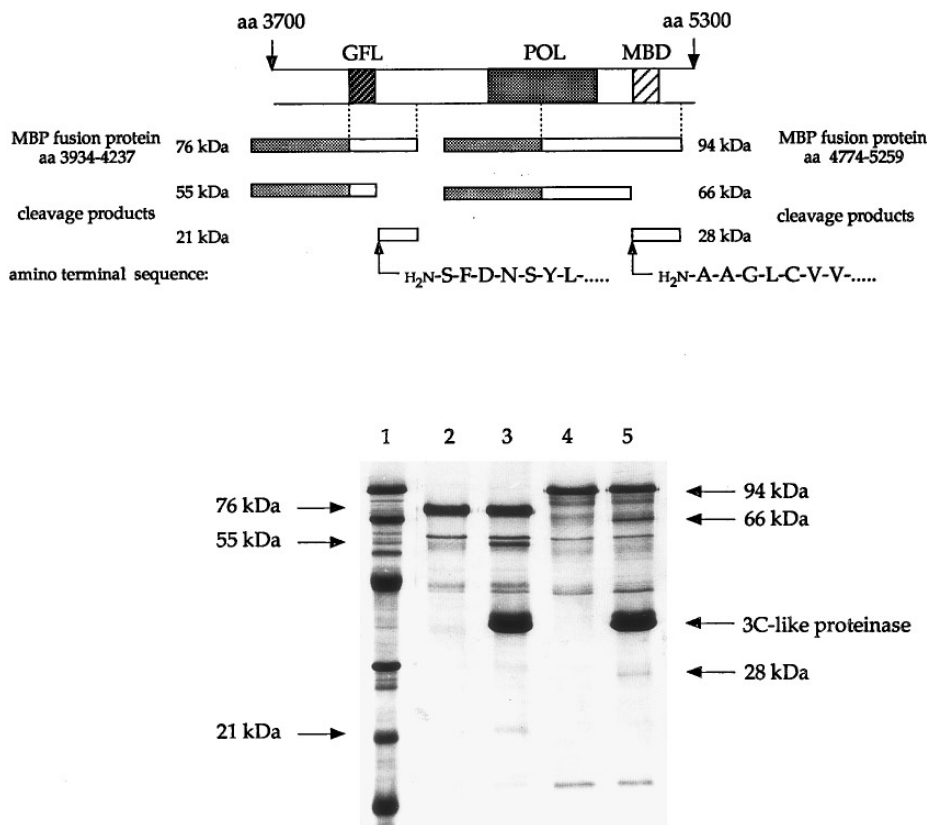 aa 3700
aa 5300
GFL
POL
MBD
MBP fusion protein
aa 3934-4237
76 kDa
94 kDa
MBP fusion protein
aa 4774-5259
55 kDa
66 kDa
cleavage products
cleavage products
21 kDa
28 kDa
amino terminal sequence:
H2N-S-F-D-N-S-Y-L-.....
H2N-A-A-G-L-C-V-V-.....
1 2 3 4 5
76 kDa
94 kDa
66 kDa
55 kDa
3C-like proteinase
28 kDa
21 kDa